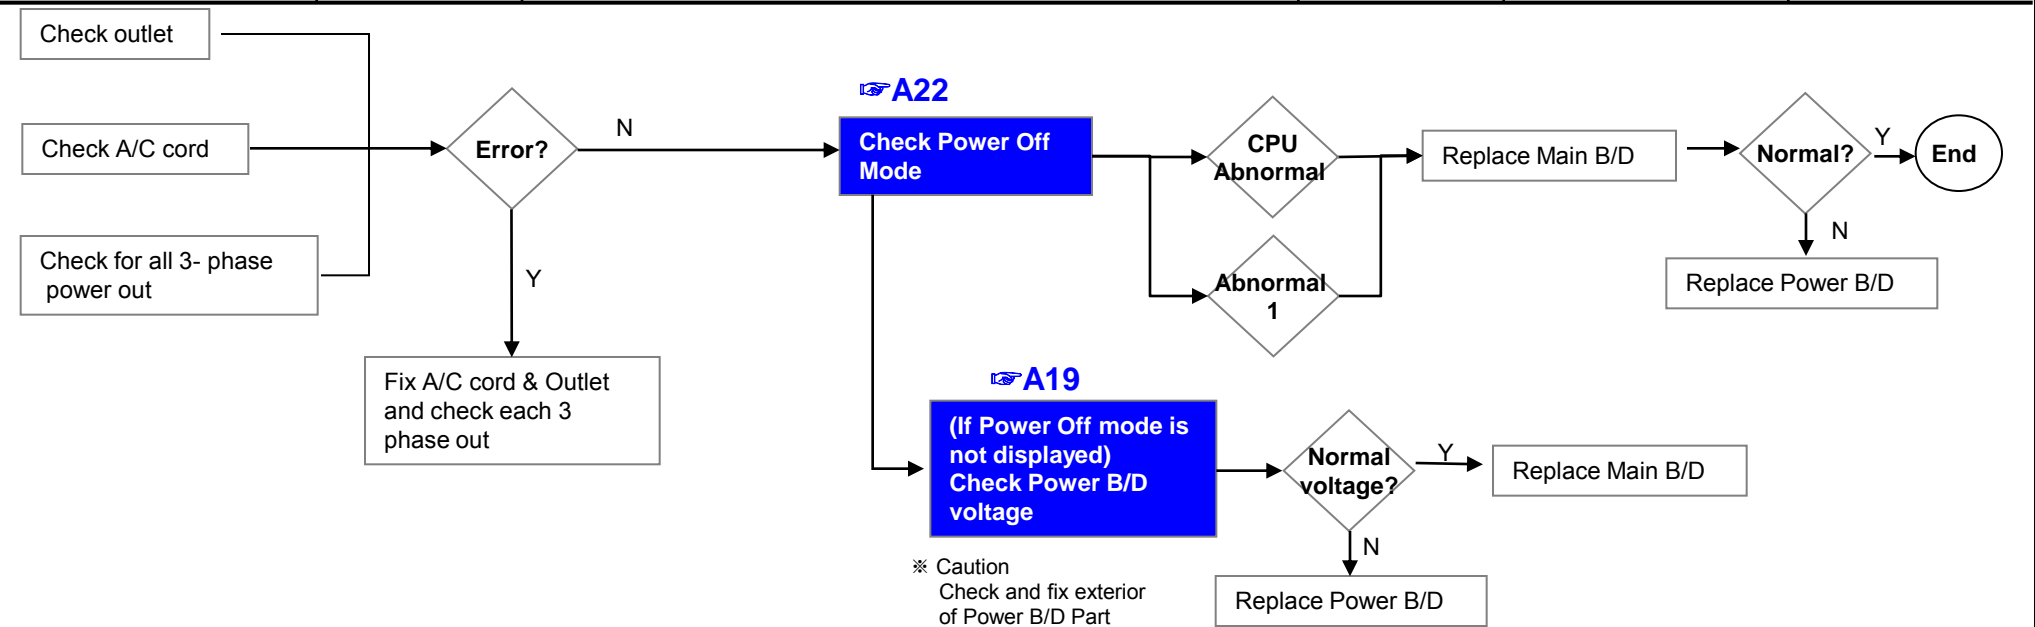 Check outlet
Check A/C cord
Check for all 3- phase
power out
Error?
N
Y
Fix A/C cord & Outlet
and check each 3
phase out
☞A22
Check Power Off
Mode
CPU
Abnormal
Abnormal
1
Replace Main B/D
Normal?
Y
End
N
Replace Power B/D
☞A19
(If Power Off mode is
not displayed)
Check Power B/D
voltage
Normal
voltage?
Y
Replace Main B/D
N
Replace Power B/D
※ Caution
Check and fix exterior
of Power B/D Part